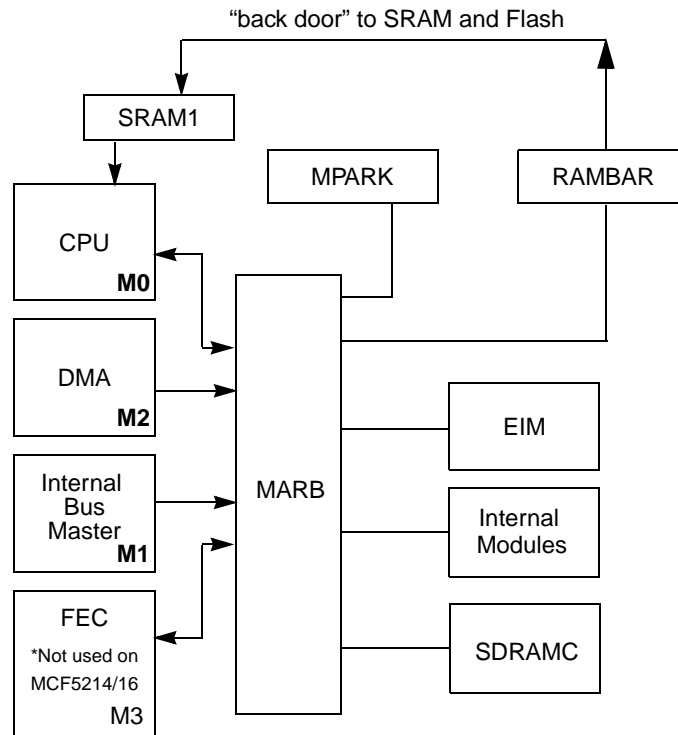 “back door” to SRAM and Flash
SRAM1
MPARK
RAMBAR
CPU
M0
DMA
M2
EIM
MARB
Internal
Bus
Master
M1
Internal
Modules
FEC
*Not used on
MCF5214/16
M3
SDRAMC